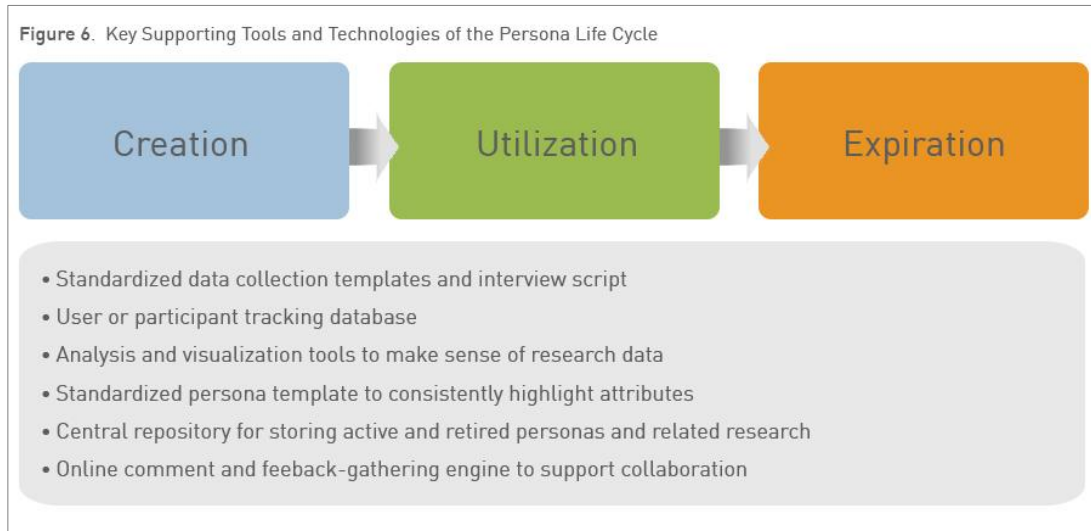 Figure 6. Key Supporting Tools and Technologies of the Persona Life Cycle
Creation
Utilization
Expiration
• Standardized data collection templates and interview script
• User or participant tracking database
• Analysis and visualization tools to make sense of research data
• Standardized persona template to consistently highlight attributes
• Central repository for storing active and retired personas and related research
• Online comment and feeback-gathering engine to support collaboration